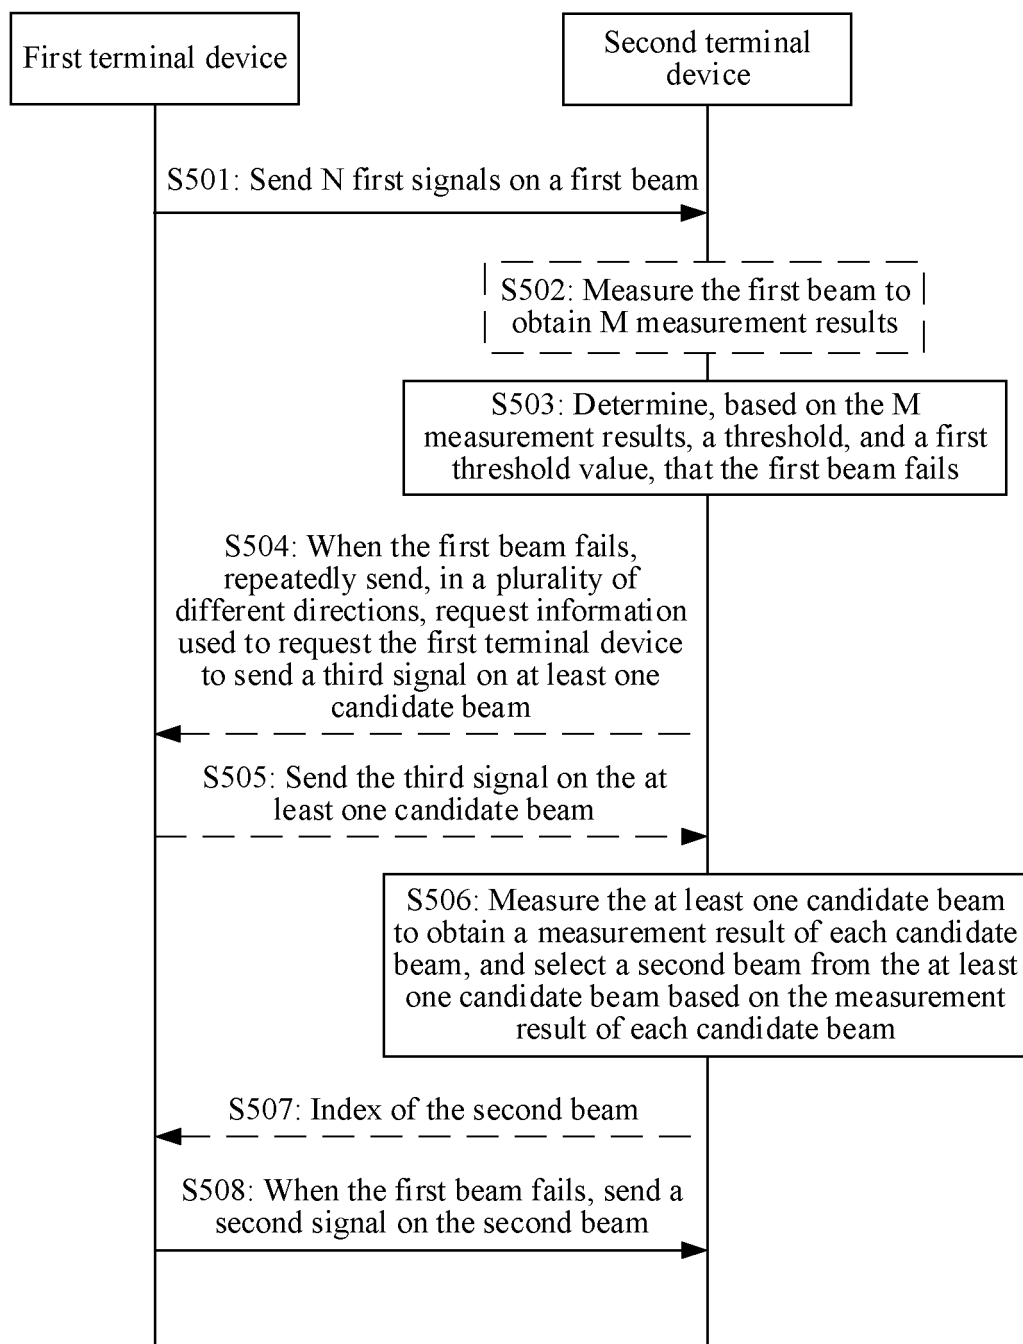 First terminal device
Second terminal
device
S501: Send N first signals on a first beam
S502: Measure the first beam to
obtain M measurement results
S503: Determine, based on the M
measurement results, a threshold, and a first
threshold value, that the first beam fails
S504: When the first beam fails,
repeatedly send, in a plurality of
different directions, request information
used to request the first terminal device
to send a third signal on at least one
candidate beam
S505: Send the third signal on the at
least one candidate beam
S506: Measure the at least one candidate beam
to obtain a measurement result of each candidate
beam, and select a second beam from the at least
one candidate beam based on the measurement
result of each candidate beam
S507: Index of the second beam
S508: When the first beam fails, send a
second signal on the second beam